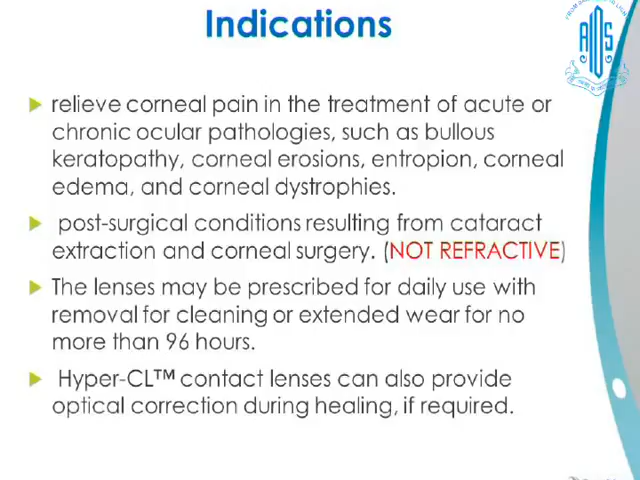 Indications
relieve corneal pain in the treatment of acute or
chronic ocular pathologies, such as bullous
keratopathy, corneal erosions, entropion, corneal
edema, and corneal dystrophies.
post-surgical conditions resulting from cataract
extraction and corneal surgery. (NOT REFRACTIVE)
The lenses may be prescribed for daily use with
removal for cleaning or extended wear for no
more than 96 hours.
Hyper-CL™ contact lenses can also provide
optical correction during healing, if required.
AIOS